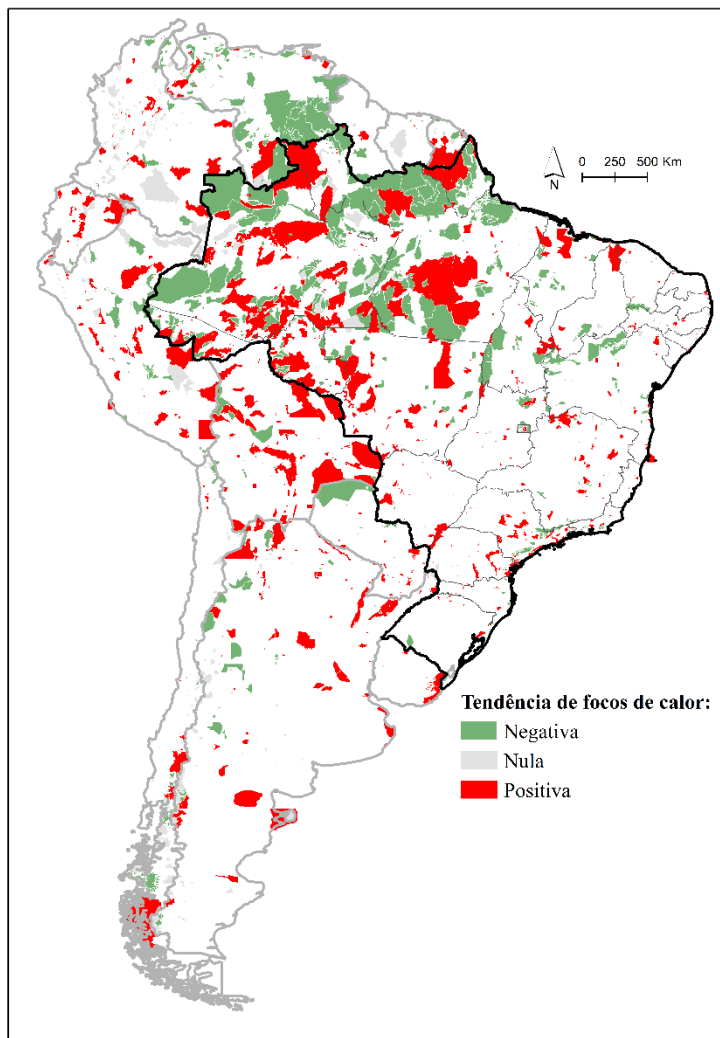 N
0 250 500 Km
Tendência de focos de calor:
Negativa
Nula
Positiva